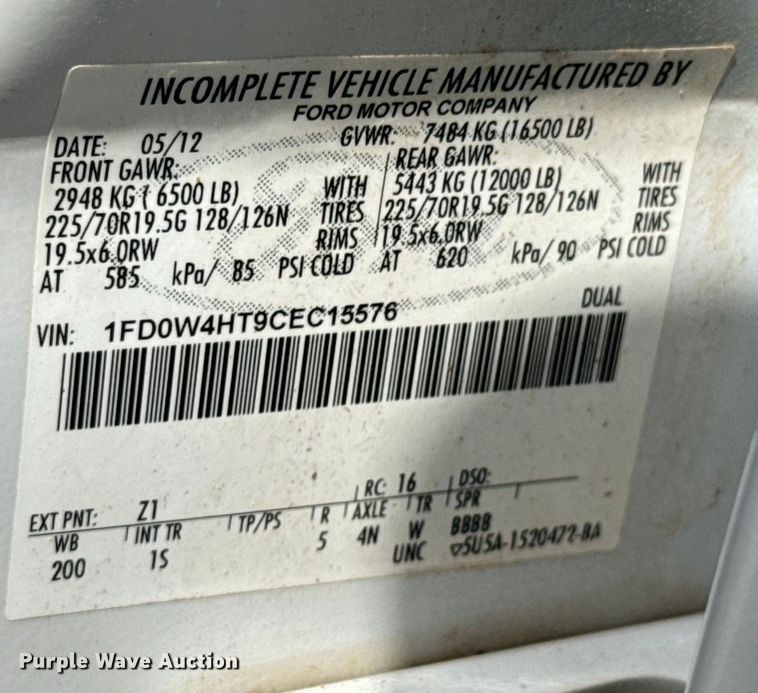 INCOMPLETE VEHICLE MANUFACTURED BY
FORD MOTOR COMPANY
DATE: 05/12 GVWR: 7484 KG (16500 LB)
FRONT GAWR: REAR GAWR:
2948 KG ( 6500 LB) WITH 5443 KG (12000 LB) WITH
225/70R19.5G 128/126N TIRES 225/70R19.5G 128/126N TIRES
19.5x6.0RW RIMS 19.5x6.0RW RIMS
AT 585 kPa/ 85 PSI COLD AT 620 kPa/ 90 PSI COLD
VIN: 1FD0W4HT9CEC15576 DUAL
EXT PNT: Z1 RC: 16 DSO:
WB INT TR TP/PS R AXLE TR SPR
200 1S 5 4N W 8888
UNC 5U5A-1520472-BA
Purple Wave Auction